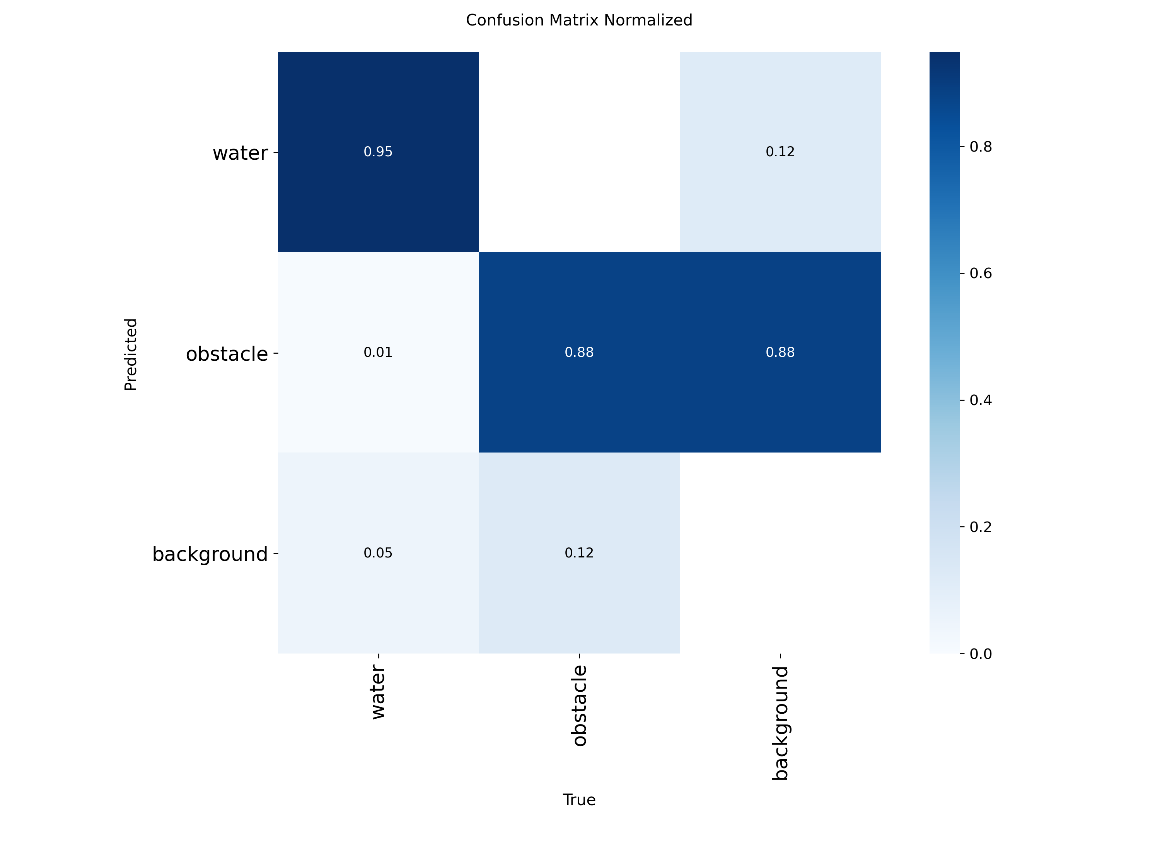 Confusion Matrix Normalized
water
0.95
0.12
0.8
0.6
Predicted
obstacle
0.01
0.88
0.88
0.4
0.2
background
0.05
0.12
0.0
water
obstacle
background
True